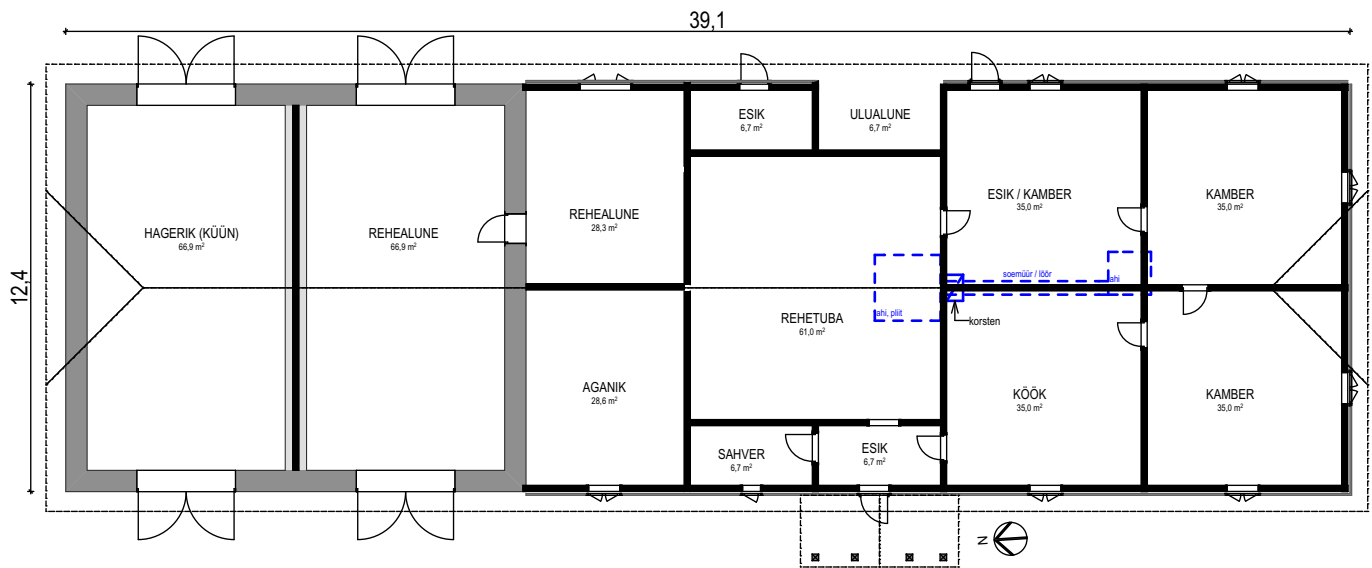 39,1
12,4
ESIK
6,7 m²
ULUALUNE
6,7 m²
HAGERIK (KÜÜN)
66,9 m²
REHEALUNE
66,9 m²
REHEALUNE
28,3 m²
ESIK / KAMBER
35,0 m²
KAMBER
35,0 m²
soemüür / lõõr
ahi
ahi, pliit
korsten
REHETUBA
61,0 m²
AGANIK
28,6 m²
KÖÖK
35,0 m²
KAMBER
35,0 m²
SAHVER
6,7 m²
ESIK
6,7 m²
N